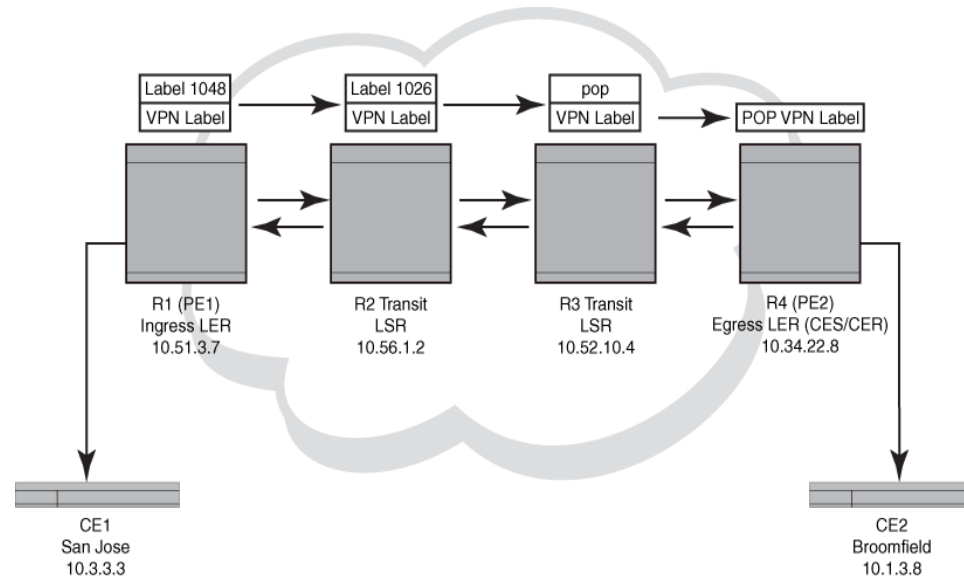 Label 1048
VPN Label
Label 1026
VPN Label
pop
VPN Label
POP VPN Label
R1 (PE1)
Ingress LER
10.51.3.7
R2 Transit
LSR
10.56.1.2
R3 Transit
LSR
10.52.10.4
R4 (PE2)
Egress LER (CES/CER)
10.34.22.8
CE1
San Jose
10.3.3.3
CE2
Broomfield
10.1.3.8